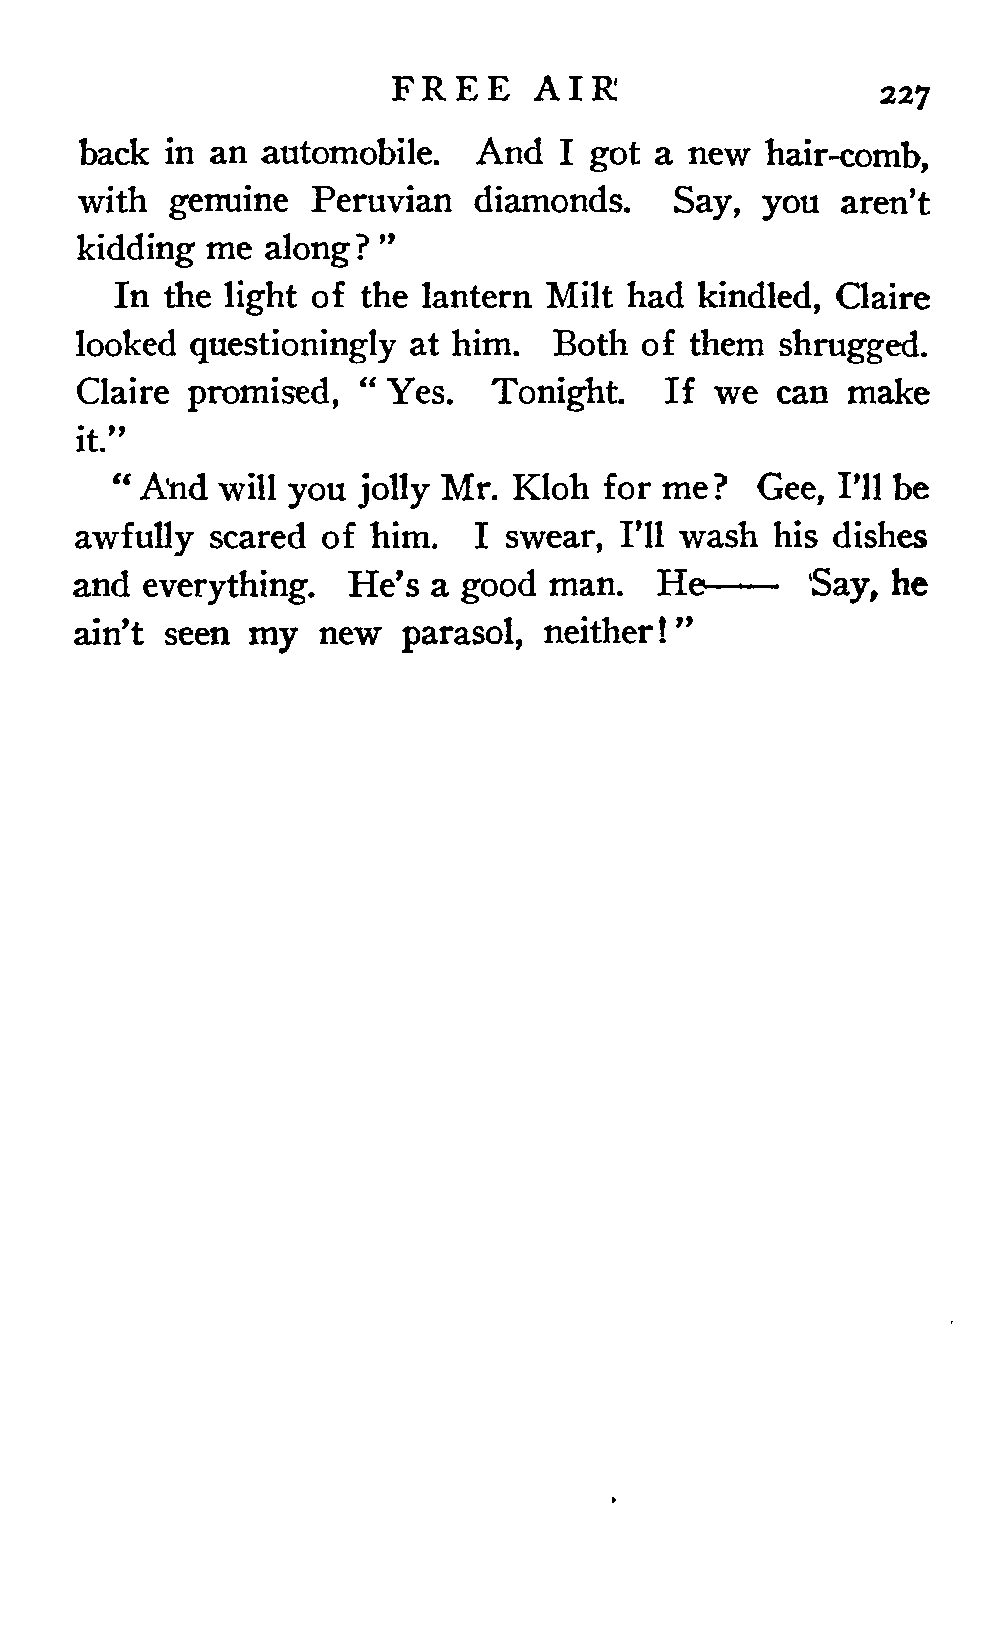 FREE AIR 227
back in an automobile. And I got a new hair-comb,
with genuine Peruvian diamonds. Say, you aren't
kidding me along?"
In the light of the lantern Milt had kindled, Claire
looked questioningly at him. Both of them shrugged.
Claire promised, "Yes. Tonight. If we can make
it."
"And will you jolly Mr. Kloh for me? Gee, I'll be
awfully scared of him. I swear, I'll wash his dishes
and everything. He's a good man. He—— Say, he
ain't seen my new parasol, neither!"